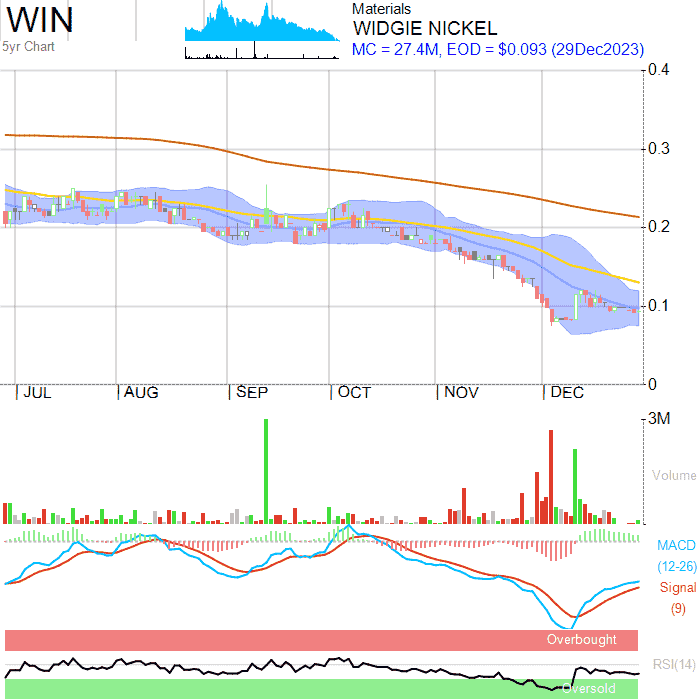 WIN
5yr Chart
Materials
WIDGIE NICKEL
MC = 27.4M, EOD = $0.093 (29Dec2023)
0.4
0.3
0.2
0.1
0
JUL AUG SEP OCT NOV DEC
3M
Volume
MACD
(12-26)
Signal
(9)
Overbought
RSI(14)
Oversold